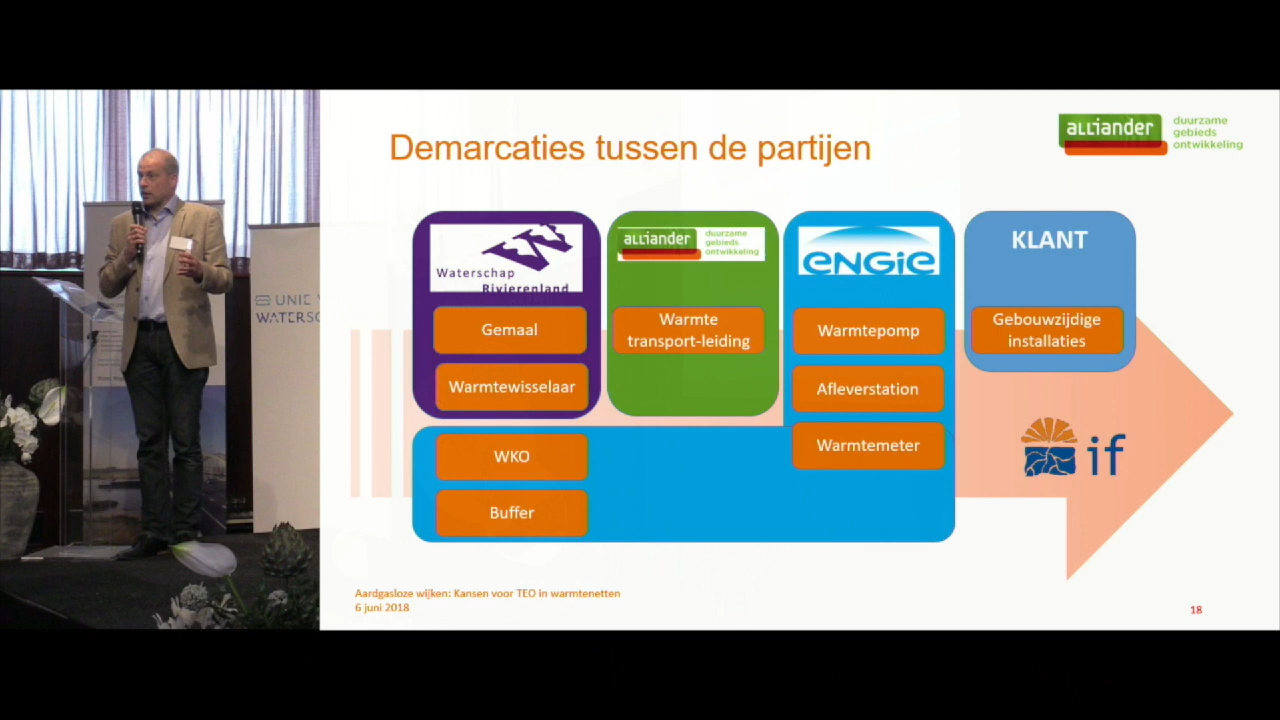 Demarcaties tussen de partijen
alliander
duurzame
gebieds
ontwikkeling
Waterschap
Rivierenland
Gemaal
Warmtewisselaar
WKO
Buffer
alliander
duurzame
gebieds
ontwikkeling
Warmte
transport-leiding
ENGIE
Warmtepomp
Afleverstation
Warmtemeter
KLANT
Gebouwzijdige
installaties
if
UNIE
WATERSC
Aardgasloze wijken: Kansen voor TEO in warmtenetten
6 juni 2018
18